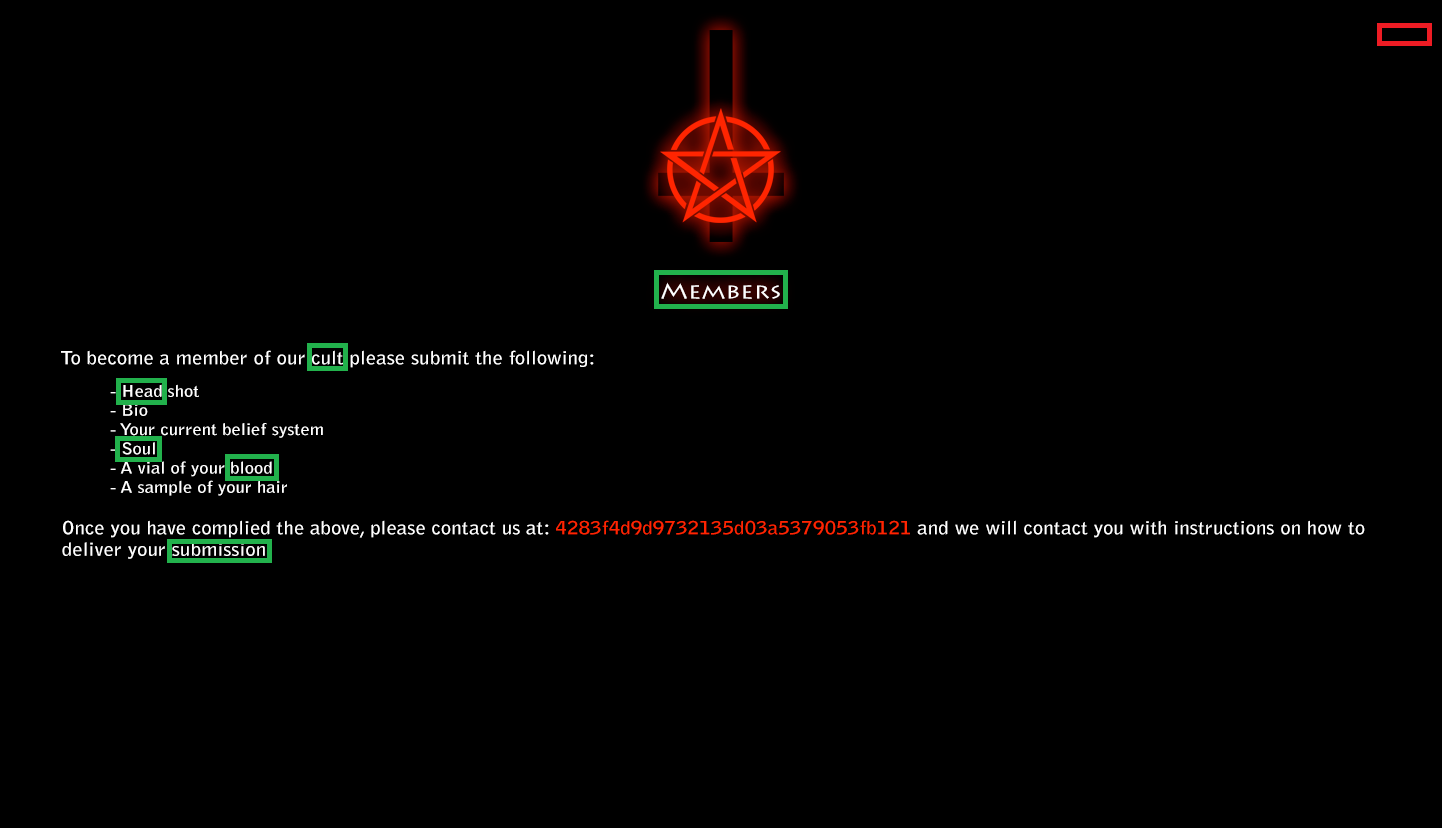 Members
To become a member of our cult please submit the following:
- Head shot
- Bio
- Your current belief system
- Soul
- A vial of your blood
- A sample of your hair
Once you have complied the above, please contact us at: 4283f4d9d9732135d03a5379053fb121 and we will contact you with instructions on how to
deliver your submission